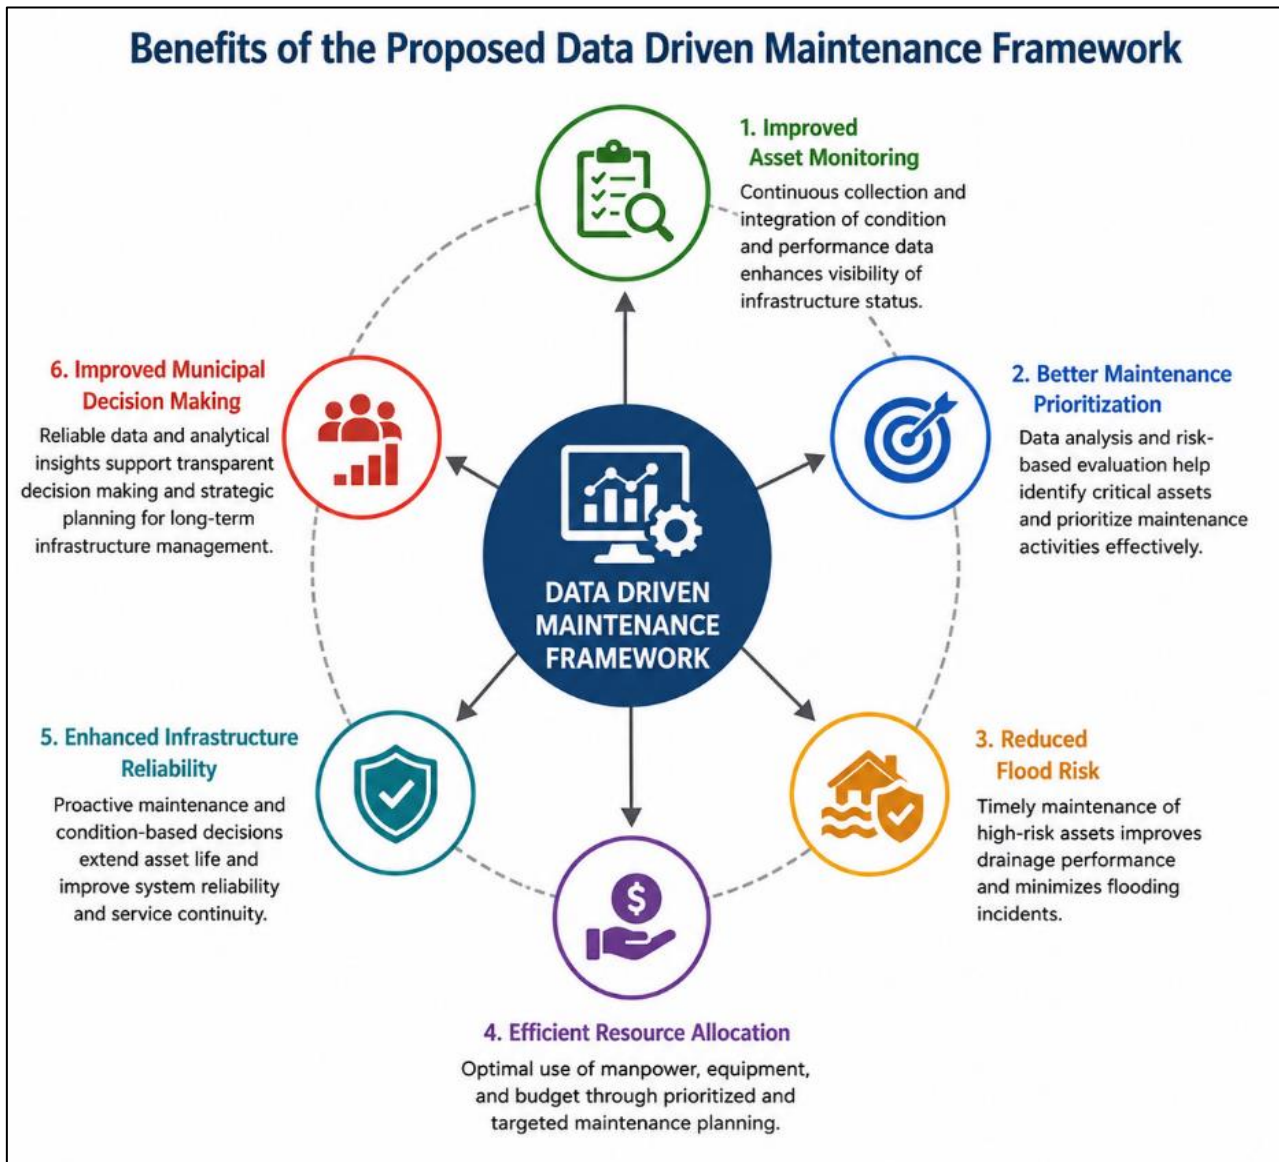 Benefits of the Proposed Data Driven Maintenance Framework
1. Improved
Asset Monitoring
Continuous collection and
integration of condition
and performance data
enhances visibility of
infrastructure status.
2. Better Maintenance
Prioritization
Data analysis and risk-
based evaluation help
identify critical assets
and prioritize maintenance
activities effectively.
3. Reduced
Flood Risk
Timely maintenance of
high-risk assets improves
drainage performance
and minimizes flooding
incidents.
4. Efficient Resource Allocation
Optimal use of manpower, equipment,
and budget through prioritized and
targeted maintenance planning.
5. Enhanced Infrastructure
Reliability
Proactive maintenance and
condition-based decisions
extend asset life and
improve system reliability
and service continuity.
6. Improved Municipal
Decision Making
Reliable data and analytical
insights support transparent
decision making and strategic
planning for long-term
infrastructure management.
DATA DRIVEN
MAINTENANCE
FRAMEWORK
$